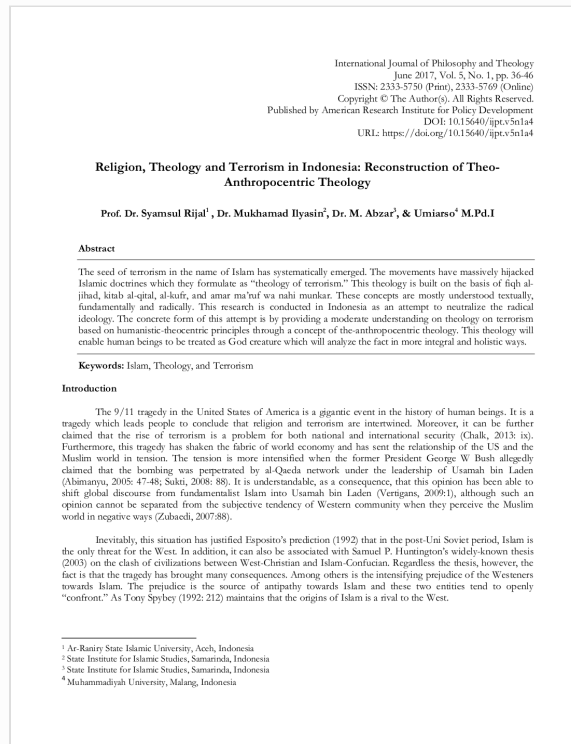 International Journal of Philosophy and Theology
June 2017, Vol. 5, No. 1, pp. 36-46
ISSN: 2333-5750 (Print), 2333-5769 (Online)
Copyright © The Author(s). All Rights Reserved.
Published by American Research Institute for Policy Development
DOI: 10.15640/ijpt.v5n1a4
URL: https://doi.org/10.15640/ijpt.v5n1a4
Religion, Theology and Terrorism in Indonesia: Reconstruction of Theo-
Anthropocentric Theology
Prof. Dr. Syamsul Rijal1 , Dr. Mukhamad Ilyasin2, Dr. M. Abzar3, & Umiarso4 M.Pd.I
Abstract
The seed of terrorism in the name of Islam has systematically emerged. The movements have massively hijacked
Islamic doctrines which they formulate as “theology of terrorism.” This theology is built on the basis of fiqh al-
jihad, kitab al-qital, al-kufr, and amar ma’ruf wa nahi munkar. These concepts are mostly understood textually,
fundamentally and radically. This research is conducted in Indonesia as an attempt to neutralize the radical
ideology. The concrete form of this attempt is by providing a moderate understanding on theology on terrorism
based on humanistic-theocentric principles through a concept of the-anthropocentric theology. This theology will
enable human beings to be treated as God creature which will analyze the fact in more integral and holistic ways.
Keywords: Islam, Theology, and Terrorism
Introduction
The 9/11 tragedy in the United States of America is a gigantic event in the history of human beings. It is a
tragedy which leads people to conclude that religion and terrorism are intertwined. Moreover, it can be further
claimed that the rise of terrorism is a problem for both national and international security (Chalk, 2013: ix).
Furthermore, this tragedy has shaken the fabric of world economy and has sent the relationship of the US and the
Muslim world in tension. The tension is more intensified when the former President George W Bush allegedly
claimed that the bombing was perpetrated by al-Qaeda network under the leadership of Usamah bin Laden
(Abimanyu, 2005: 47-48; Sukti, 2008: 88). It is understandable, as a consequence, that this opinion has been able to
shift global discourse from fundamentalist Islam into Usamah bin Laden (Vertigans, 2009:1), although such an
opinion cannot be separated from the subjective tendency of Western community when they perceive the Muslim
world in negative ways (Zubaedi, 2007:88).
Inevitably, this situation has justified Esposito’s prediction (1992) that in the post-Uni Soviet period, Islam is
the only threat for the West. In addition, it can also be associated with Samuel P. Huntington’s widely-known thesis
(2003) on the clash of civilizations between West-Christian and Islam-Confucian. Regardless the thesis, however, the
fact is that the tragedy has brought many consequences. Among others is the intensifying prejudice of the Westeners
towards Islam. The prejudice is the source of antipathy towards Islam and these two entities tend to openly
“confront.” As Tony Spybey (1992: 212) maintains that the origins of Islam is a rival to the West.
1 Ar-Raniry State Islamic University, Aceh, Indonesia
2 State Institute for Islamic Studies, Samarinda, Indonesia
3 State Institute for Islamic Studies, Samarinda, Indonesia
4 Muhammadiyah University, Malang, Indonesia